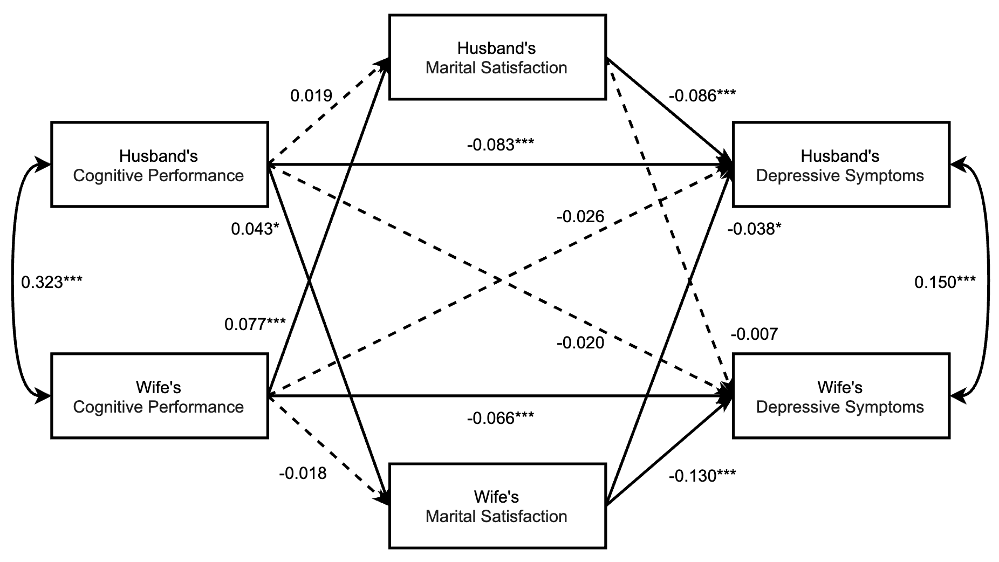 Husband's
Marital Satisfaction
0.019
-0.086***
-0.083***
Husband's
Cognitive Performance
Husband's
Depressive Symptoms
-0.026
0.043*
-0.038*
0.323***
0.150***
0.077***
-0.007
-0.020
Wife's
Cognitive Performance
Wife's
Depressive Symptoms
-0.066***
-0.018
-0.130***
Wife's
Marital Satisfaction